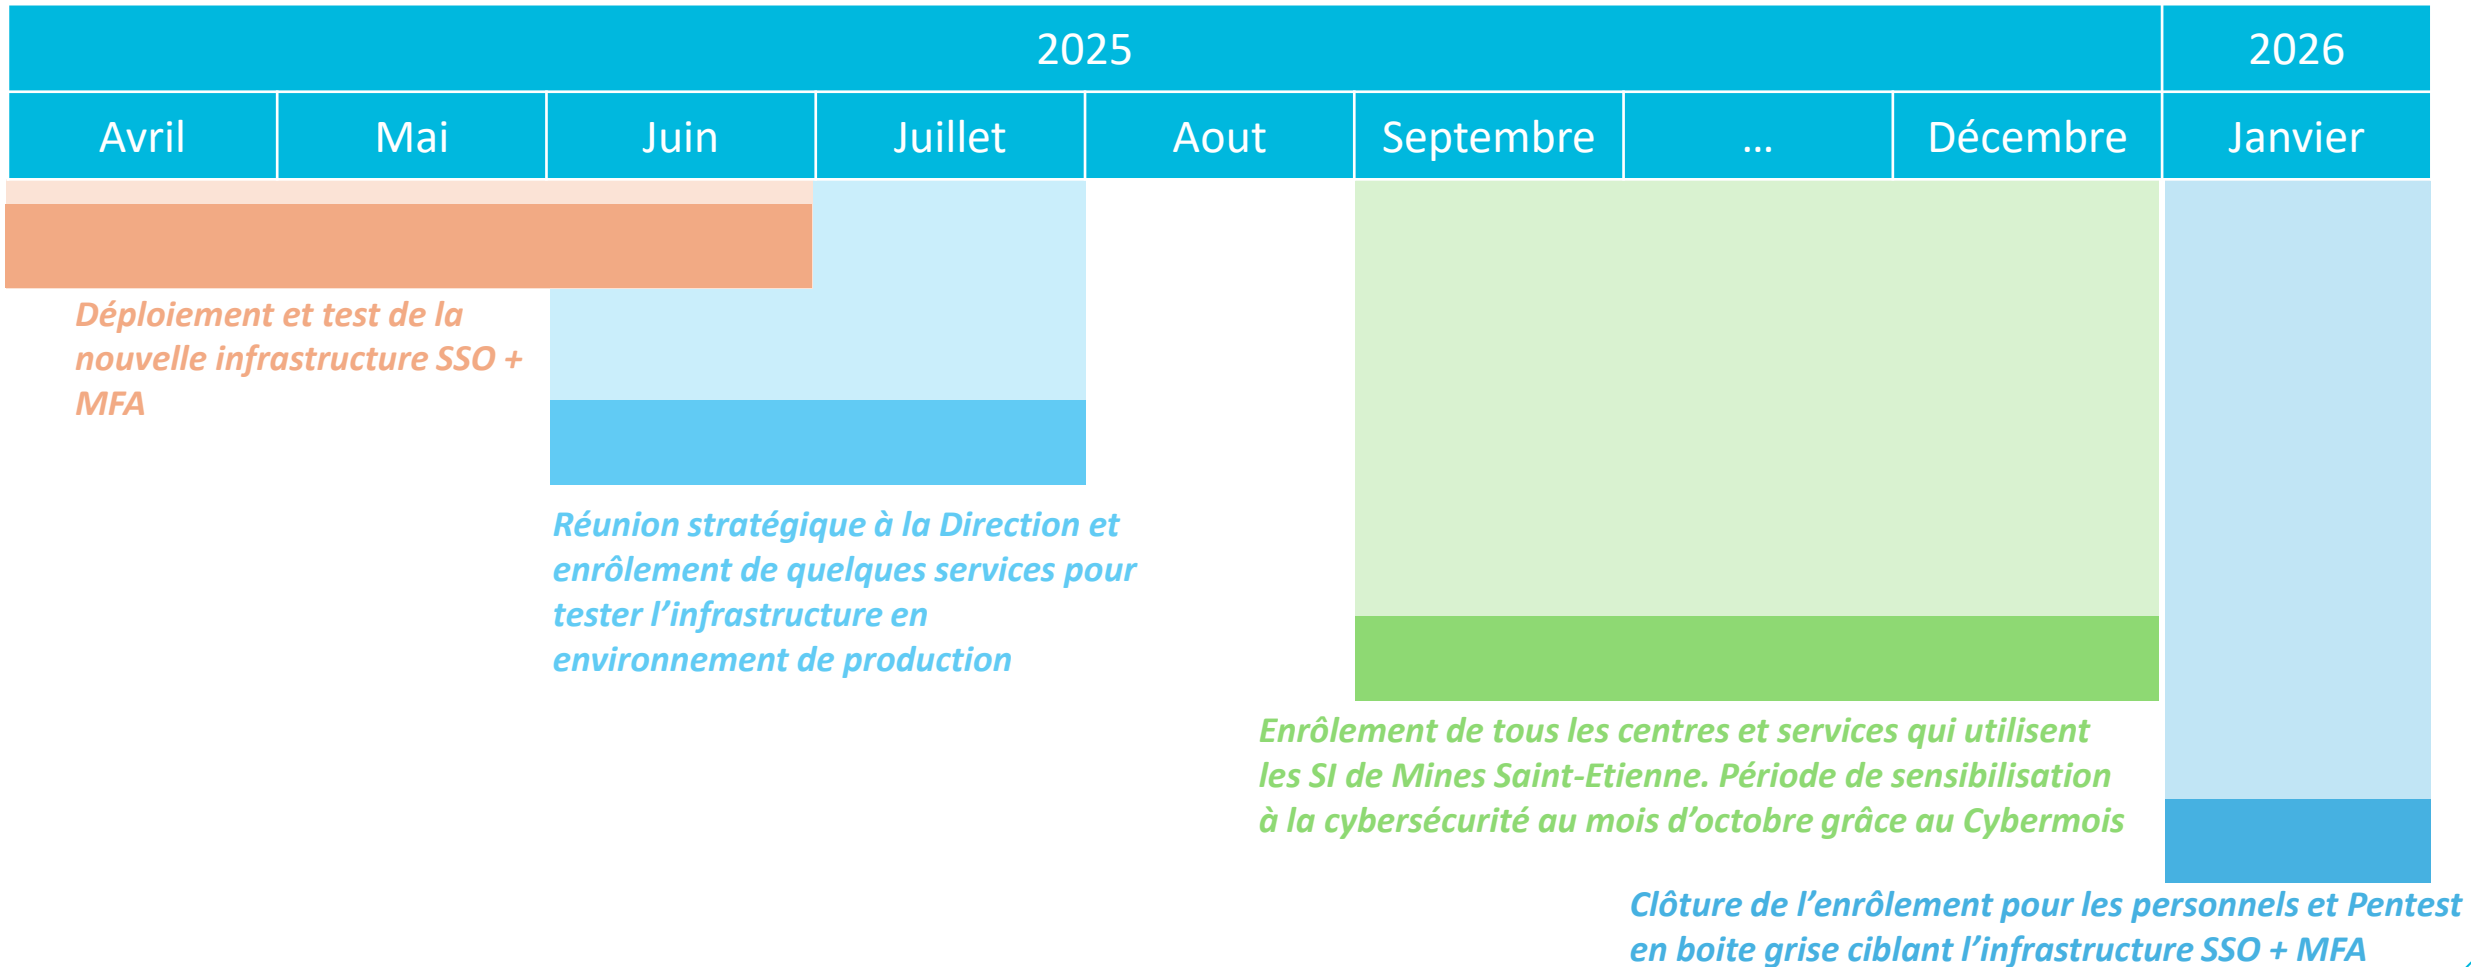 2025
2026
Avril
Mai
Juin
Juillet
Aout
Septembre
...
Décembre
Janvier
Déploiement et test de la
nouvelle infrastructure SSO +
MFA
Réunion stratégique à la Direction et
enrôlement de quelques services pour
tester l’infrastructure en
environnement de production
Enrôlement de tous les centres et services qui utilisent
les SI de Mines Saint-Etienne. Période de sensibilisation
à la cybersécurité au mois d’octobre grâce au Cybermois
Clôture de l’enrôlement pour les personnels et Pentest
en boite grise ciblant l’infrastructure SSO + MFA